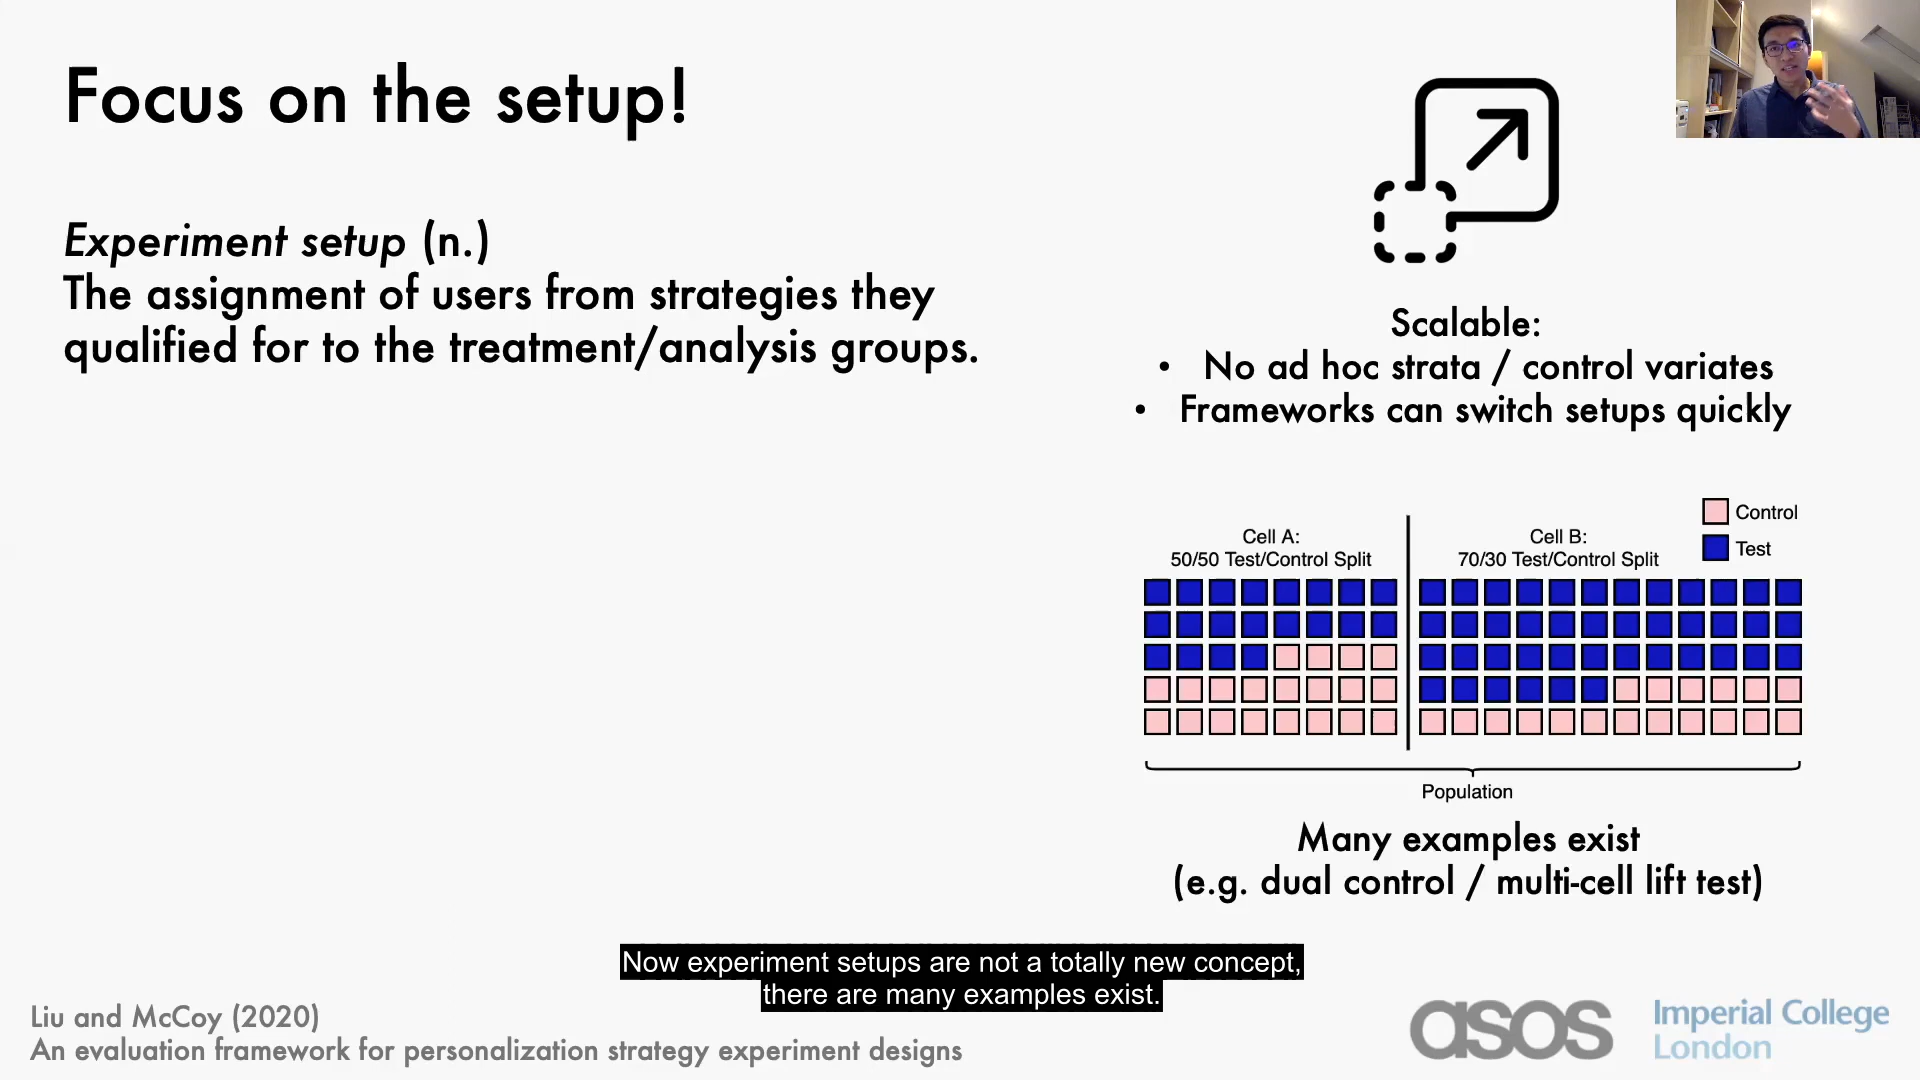 Focus on the setup!
Experiment setup (n.)
The assignment of users from strategies they
qualified for to the treatment/analysis groups.
Scalable:
• No ad hoc strata / control variates
• Frameworks can switch setups quickly
Control
Test
Cell A:
50/50 Test/Control Split
Cell B:
70/30 Test/Control Split
Population
Many examples exist
(e.g. dual control / multi-cell lift test)
Now experiment setups are not a totally new concept,
there are many examples exist.
Liu and McCoy (2020)
An evaluation framework for personalization strategy experiment designs
asos
Imperial College
London